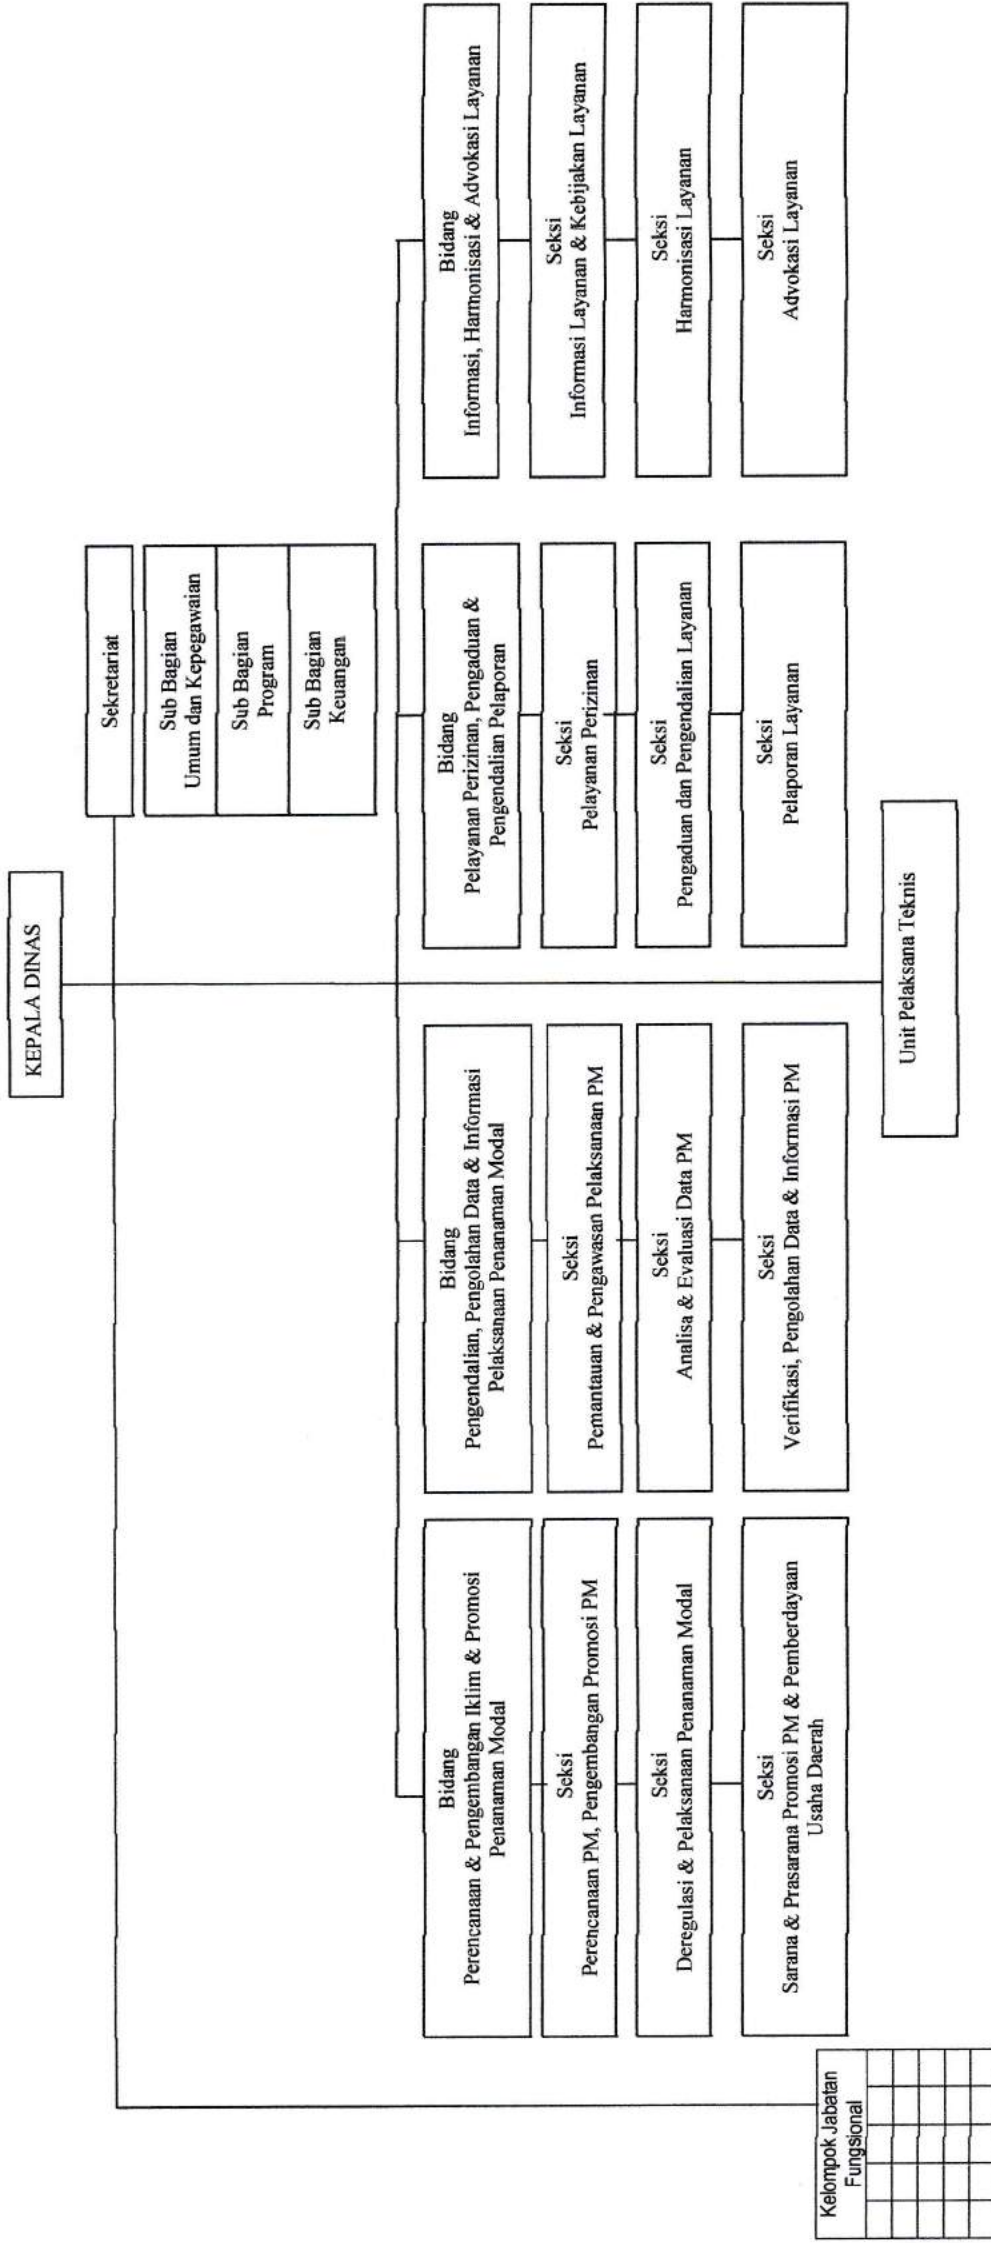 KEPALA DINAS
Sekretariat
Sub Bagian
Umum dan Kepegawaian
Sub Bagian
Program
Sub Bagian
Keuangan
Bidang
Perencanaan & Pengembangan Iklim & Promosi
Penanaman Modal
Seksi
Perencanaan PM, Pengembangan Promosi PM
Seksi
Deregulasi & Pelaksanaan Penanaman Modal
Seksi
Sarana & Prasarana Promosi PM & Pemberdayaan
Usaha Daerah
Bidang
Pengendalian, Pengolahan Data & Informasi
Pelaksanaan Penanaman Modal
Seksi
Pemantauan & Pengawasan Pelaksanaan PM
Seksi
Analisa & Evaluasi Data PM
Seksi
Verifikasi, Pengolahan Data & Informasi PM
Bidang
Pelayanan Perizinan, Pengaduan &
Pengendalian Pelaporan
Seksi
Pelayanan Perizinan
Seksi
Pengaduan dan Pengendalian Layanan
Seksi
Pelaporan Layanan
Bidang
Informasi, Harmonisasi & Advokasi Layanan
Seksi
Informasi Layanan & Kebijakan Layanan
Seksi
Harmonisasi Layanan
Seksi
Advokasi Layanan
Kelompok Jabatan
Fungsional
Unit Pelaksana Teknis